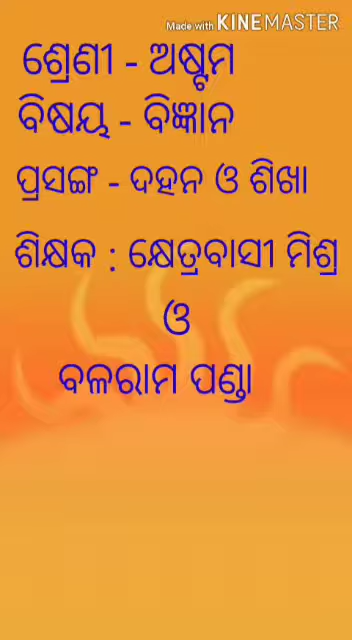 Made with KINEMASTER
ଶ୍ରେଣୀ - ଅଷ୍ଟମ
ବିଷୟ - ବିଜ୍ଞାନ
ପ୍ରସଙ୍ଗ - ଦହନ ଓ ଶିଖା
ଶିକ୍ଷକ : କ୍ଷେତ୍ରବାସୀ ମିଶ୍ର
ଓ
ବଳରାମ ପଣ୍ଡା